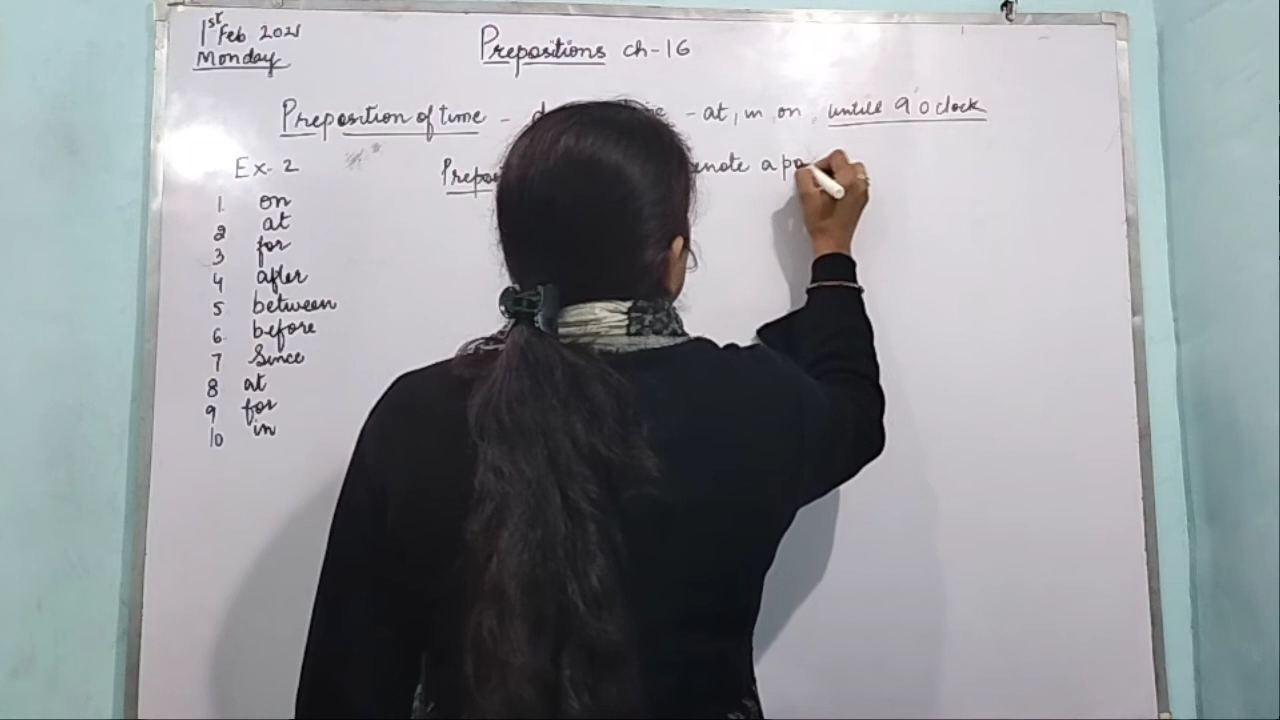 1st Feb 2021
Monday
Prepositions ch-16
Preposition of time - - at, in, on, untill 9'o clock
Ex-2
1 on
2 at
3 for
4 after
5 between
6 before
7 Since
8 at
9 for
10 in
a